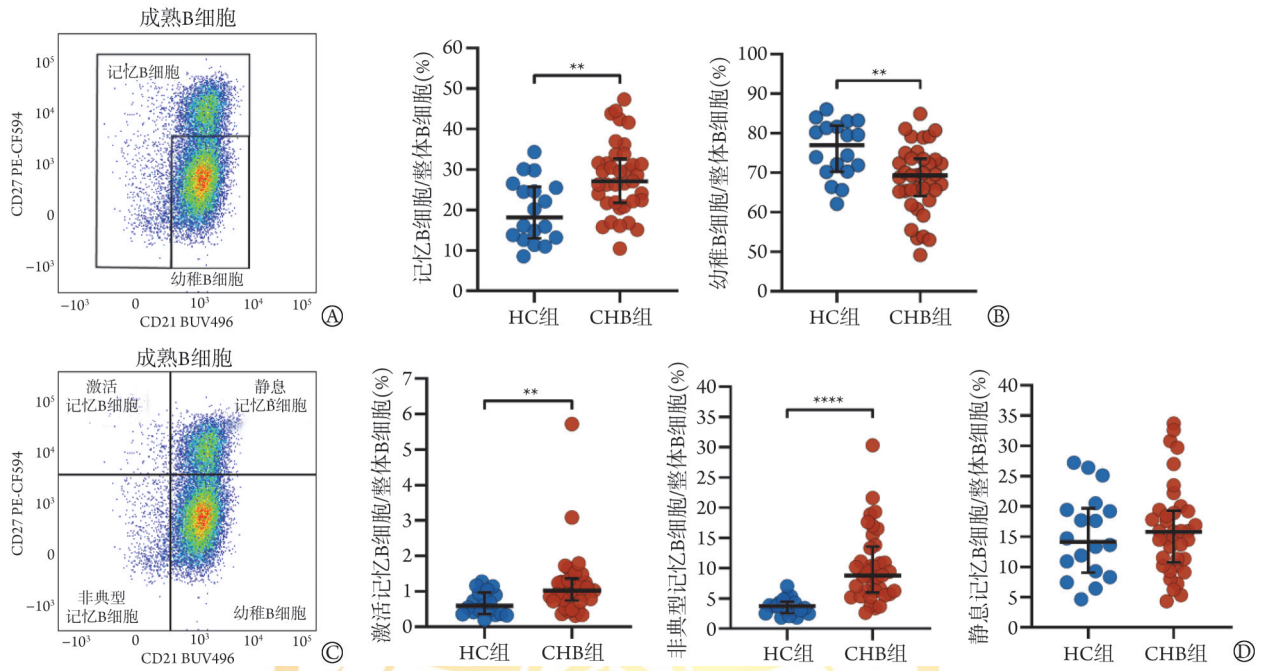 成熟B细胞
CD27 PE-CF594
10⁵
10⁴
10³
0
−10³
记忆B细胞
幼稚B细胞
−10³
0
10³
10⁴
10⁵
CD21 BUV496
Ⓐ
记忆B细胞/整体B细胞(%)
60
50
40
30
20
10
0
**
HC组
CHB组
幼稚B细胞/整体B细胞(%)
100
90
80
70
60
50
0
**
HC组
CHB组
Ⓑ
成熟B细胞
CD27 PE-CF594
10⁵
10⁴
10³
0
−10³
激活
记忆B细胞
静息
记忆B细胞
非典型
记忆B细胞
幼稚B细胞
−10³
0
10³
10⁴
10⁵
CD21 BUV496
Ⓒ
激活记忆B细胞/整体B细胞(%)
7
6
5
4
3
2
1
0
**
HC组
CHB组
非典型记忆B细胞/整体B细胞(%)
40
30
20
15
10
5
0
****
HC组
CHB组
静息记忆B细胞/整体B细胞(%)
40
35
30
25
20
15
10
5
0
HC组
CHB组
Ⓓ